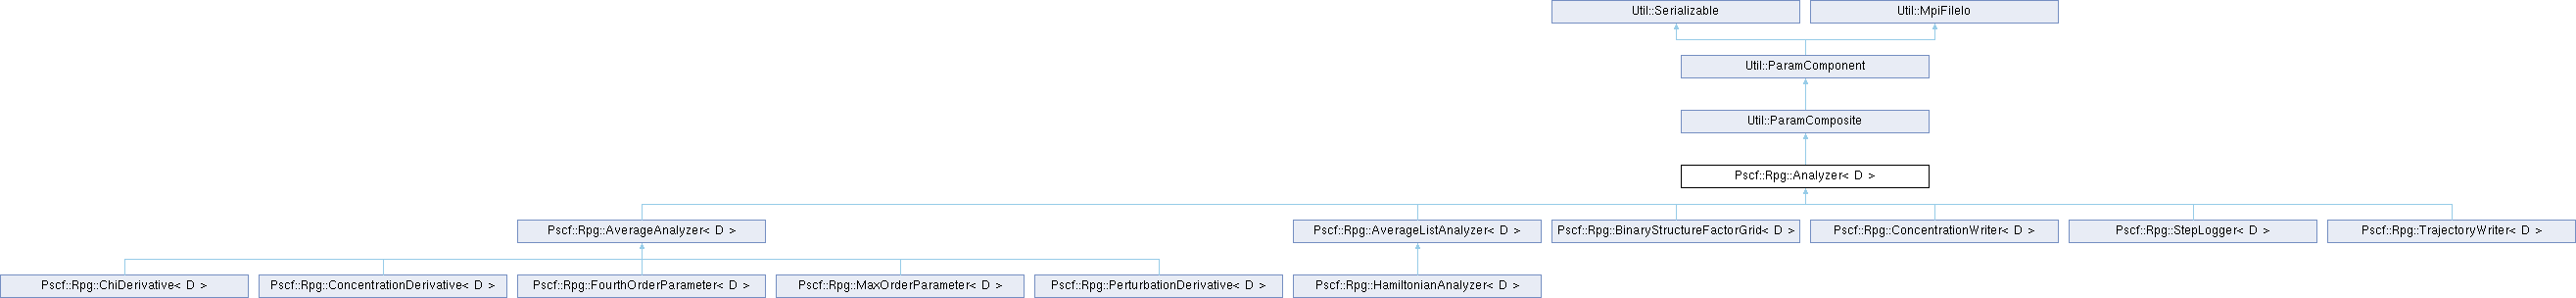 Util::Serializable
Util::MpiFileIo
Util::ParamComponent
Util::ParamComposite
Pscf::Rpg::Analyzer< D >
Pscf::Rpg::AverageAnalyzer< D >
Pscf::Rpg::AverageListAnalyzer< D >
Pscf::Rpg::BinaryStructureFactorGrid< D >
Pscf::Rpg::ConcentrationWriter< D >
Pscf::Rpg::StepLogger< D >
Pscf::Rpg::TrajectoryWriter< D >
Pscf::Rpg::ChiDerivative< D >
Pscf::Rpg::ConcentrationDerivative< D >
Pscf::Rpg::FourthOrderParameter< D >
Pscf::Rpg::MaxOrderParameter< D >
Pscf::Rpg::PerturbationDerivative< D >
Pscf::Rpg::HamiltonianAnalyzer< D >